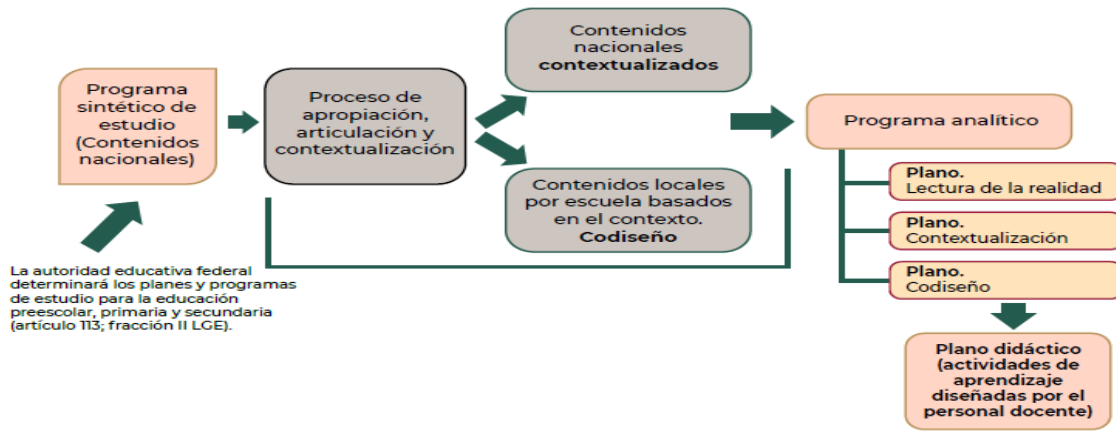 Programa
sintético de
estudio
(Contenidos
nacionales)
La autoridad educativa federal
determinará los planes y programas
de estudio para la educación
preescolar, primaria y secundaria
(artículo 113; fracción II LGE).
Proceso de
apropiación,
articulación y
contextualización
Contenidos
nacionales
contextualizados
Contenidos locales
por escuela basados
en el contexto.
Codiseño
Programa analítico
Plano.
Lectura de la realidad
Plano.
Contextualización
Plano.
Codiseño
Plano didáctico
(actividades de
aprendizaje
diseñadas por el
personal docente)